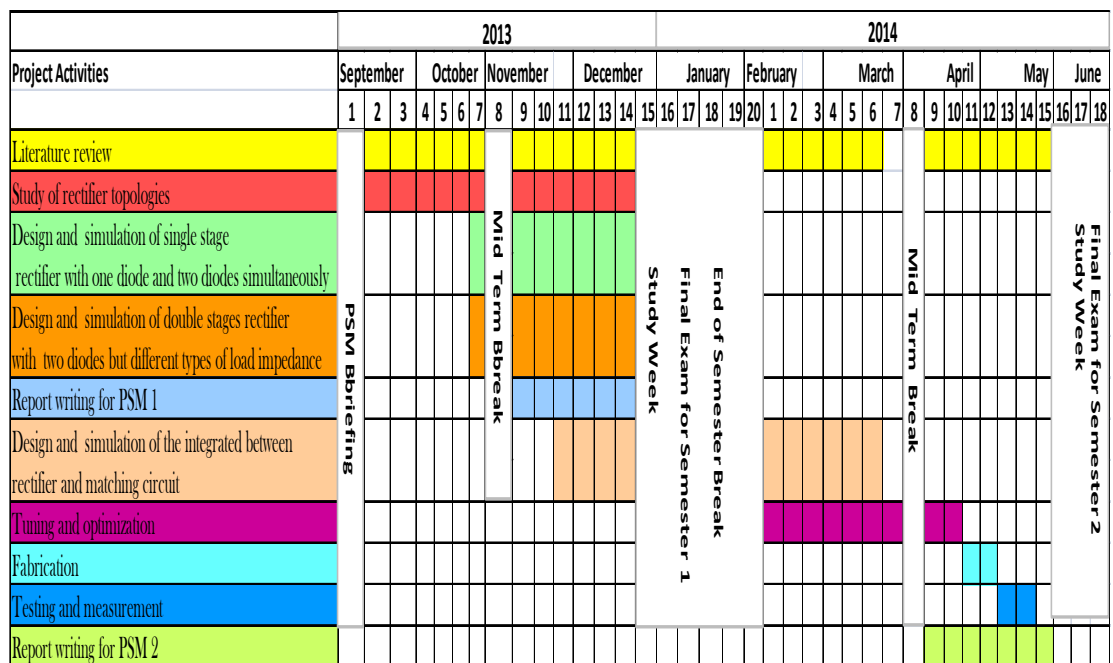 2013 2014
Project Activities September October November December January February March April May June
1 2 3 4 5 6 7 8 9 10 11 12 13 14 15 16 17 18 19 20 1 2 3 4 5 6 7 8 9 10 11 12 13 14 15 16 17 18
Literature review
Study of rectifier topologies
Design and simulation of single stage
rectifier with one diode and two diodes simultaneously
Design and simulation of double stages rectifier
with two diodes but different types of load impedance
Report writing for PSM 1
Design and simulation of the integrated between
rectifier and matching circuit
Tuning and optimization
Fabrication
Testing and measurement
Report writing for PSM 2
PSM Bbriefing
Mid Term Bbreak
Study Week
Final Exam for Semester 1
End of Semester Break
Mid Term Break
Final Exam for Semester 2
Study Week